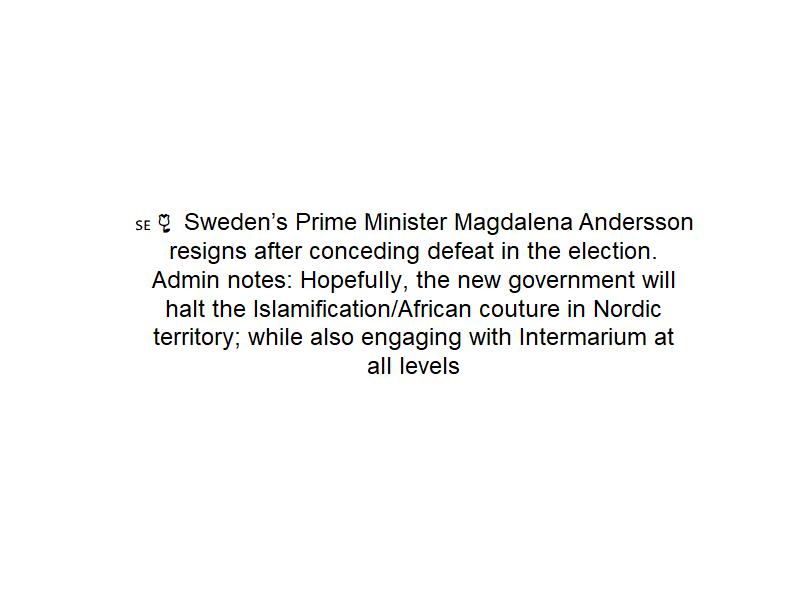 SE 🌷 Sweden’s Prime Minister Magdalena Andersson
resigns after conceding defeat in the election.
Admin notes: Hopefully, the new government will
halt the Islamification/African couture in Nordic
territory; while also engaging with Intermarium at
all levels